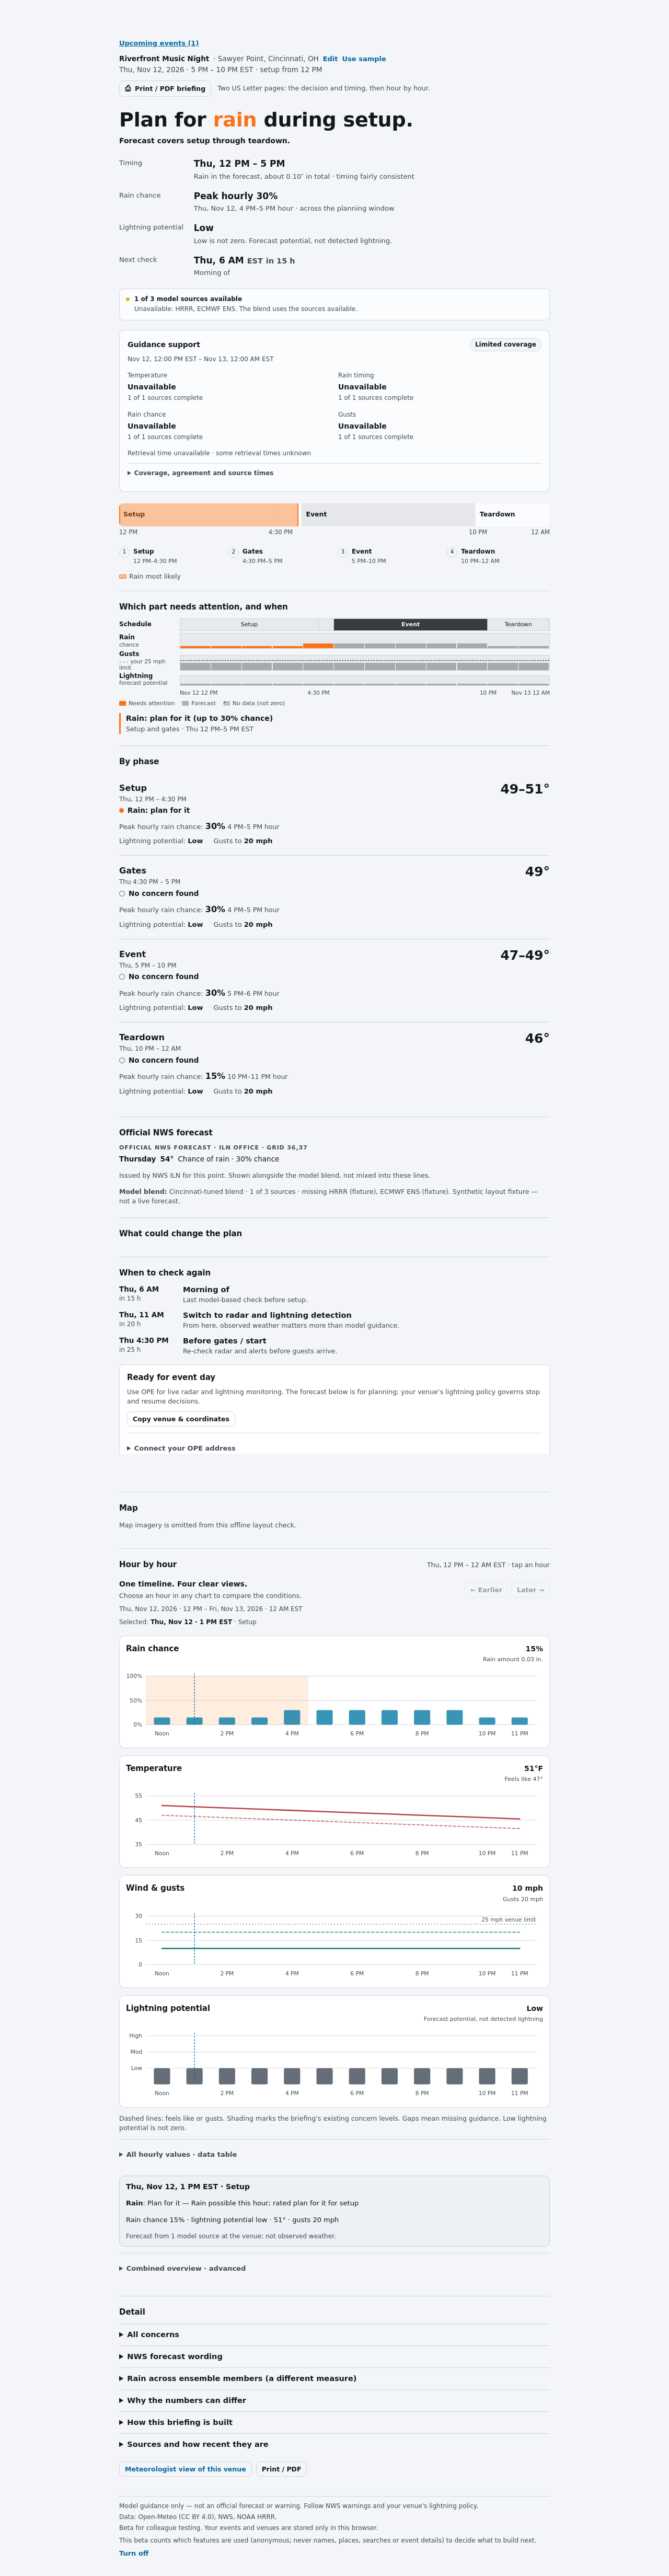 Upcoming events (1)
Riverfront Music Night · Sawyer Point, Cincinnati, OH Edit Use sample
Thu, Nov 12, 2026 · 5 PM – 10 PM EST · setup from 12 PM
Print / PDF briefing Two US Letter pages: the decision and timing, then hour by hour.
Plan for rain during setup.
Forecast covers setup through teardown.
Timing Thu, 12 PM – 5 PM
Rain in the forecast, about 0.10″ in total · timing fairly consistent
Rain chance Peak hourly 30%
Thu, Nov 12, 4 PM–5 PM hour · across the planning window
Lightning potential Low
Low is not zero. Forecast potential, not detected lightning.
Next check Thu, 6 AM EST in 15 h
Morning of
1 of 3 model sources available
Unavailable: HRRR, ECMWF ENS. The blend uses the sources available.
Guidance support Limited coverage
Nov 12, 12:00 PM EST – Nov 13, 12:00 AM EST
Temperature Rain timing
Unavailable Unavailable
1 of 1 sources complete 1 of 1 sources complete
Rain chance Gusts
Unavailable Unavailable
1 of 1 sources complete 1 of 1 sources complete
Retrieval time unavailable · some retrieval times unknown
▸ Coverage, agreement and source times
Setup Event Teardown
12 PM 4:30 PM 10 PM 12 AM
1 Setup 2 Gates 3 Event 4 Teardown
12 PM–4:30 PM 4:30 PM–5 PM 5 PM–10 PM 10 PM–12 AM
Rain most likely
Which part needs attention, and when
Schedule Setup Event Teardown
Rain
chance
Gusts
- - - your 25 mph
limit
Lightning
forecast potential
Nov 12 12 PM 4:30 PM 10 PM Nov 13 12 AM
Needs attention Forecast No data (not zero)
Rain: plan for it (up to 30% chance)
Setup and gates · Thu 12 PM–5 PM EST
By phase
Setup 49–51°
Thu, 12 PM – 4:30 PM
Rain: plan for it
Peak hourly rain chance: 30% 4 PM–5 PM hour
Lightning potential: Low Gusts to 20 mph
Gates 49°
Thu 4:30 PM – 5 PM
No concern found
Peak hourly rain chance: 30% 4 PM–5 PM hour
Lightning potential: Low Gusts to 20 mph
Event 47–49°
Thu, 5 PM – 10 PM
No concern found
Peak hourly rain chance: 30% 5 PM–6 PM hour
Lightning potential: Low Gusts to 20 mph
Teardown 46°
Thu, 10 PM – 12 AM
No concern found
Peak hourly rain chance: 15% 10 PM–11 PM hour
Lightning potential: Low Gusts to 20 mph
Official NWS forecast
OFFICIAL NWS FORECAST · ILN OFFICE · GRID 36,37
Thursday 54° Chance of rain · 30% chance
Issued by NWS ILN for this point. Shown alongside the model blend, not mixed into these lines.
Model blend: Cincinnati-tuned blend · 1 of 3 sources · missing HRRR (fixture), ECMWF ENS (fixture). Synthetic layout fixture —
not a live forecast.
What could change the plan
When to check again
Thu, 6 AM Morning of
in 15 h Last model-based check before setup.
Thu, 11 AM Switch to radar and lightning detection
in 20 h From here, observed weather matters more than model guidance.
Thu 4:30 PM Before gates / start
in 25 h Re-check radar and alerts before guests arrive.
Ready for event day
Use OPE for live radar and lightning monitoring. The forecast below is for planning; your venue’s lightning policy governs stop
and resume decisions.
Copy venue & coordinates
▸ Connect your OPE address
Map
Map imagery is omitted from this offline layout check.
Hour by hour Thu, 12 PM – 12 AM EST · tap an hour
One timeline. Four clear views. ← Earlier Later →
Choose an hour in any chart to compare the conditions.
Thu, Nov 12, 2026 · 12 PM – Fri, Nov 13, 2026 · 12 AM EST
Selected: Thu, Nov 12 · 1 PM EST · Setup
Rain chance 15%
Rain amount 0.03 in.
100%
50%
0%
Noon 2 PM 4 PM 6 PM 8 PM 10 PM 11 PM
Temperature 51°F
Feels like 47°
55
45
35
Noon 2 PM 4 PM 6 PM 8 PM 10 PM 11 PM
Wind & gusts 10 mph
Gusts 20 mph
30
25 mph venue limit
15
0
Noon 2 PM 4 PM 6 PM 8 PM 10 PM 11 PM
Lightning potential Low
Forecast potential, not detected lightning
High
Mod
Low
Noon 2 PM 4 PM 6 PM 8 PM 10 PM 11 PM
Dashed lines: feels like or gusts. Shading marks the briefing’s existing concern levels. Gaps mean missing guidance. Low lightning
potential is not zero.
▸ All hourly values · data table
Thu, Nov 12, 1 PM EST · Setup
Rain: Plan for it — Rain possible this hour; rated plan for it for setup
Rain chance 15% · lightning potential low · 51° · gusts 20 mph
Forecast from 1 model source at the venue; not observed weather.
▸ Combined overview · advanced
Detail
▸ All concerns
▸ NWS forecast wording
▸ Rain across ensemble members (a different measure)
▸ Why the numbers can differ
▸ How this briefing is built
▸ Sources and how recent they are
Meteorologist view of this venue Print / PDF
Model guidance only — not an official forecast or warning. Follow NWS warnings and your venue's lightning policy.
Data: Open-Meteo (CC BY 4.0), NWS, NOAA HRRR.
Beta for colleague testing. Your events and venues are stored only in this browser.
This beta counts which features are used (anonymous; never names, places, searches or event details) to decide what to build next.
Turn off